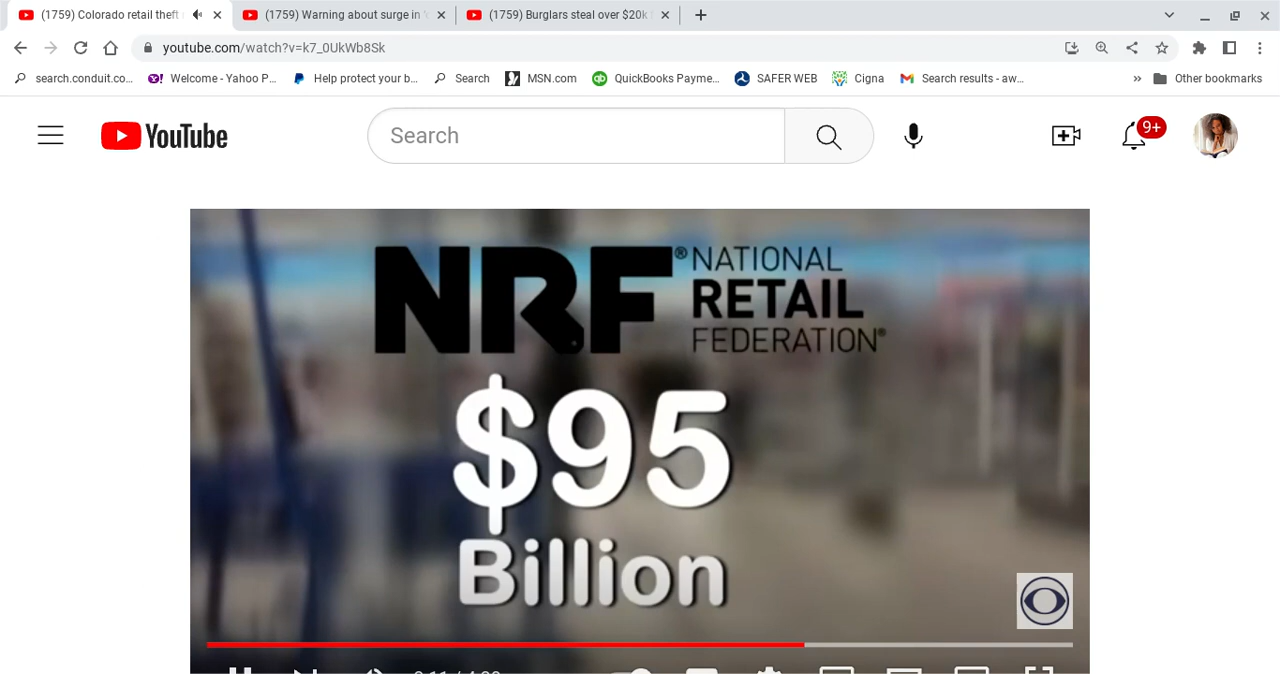 (1759) Colorado retail theft
(1759) Warning about surge in
(1759) Burglars steal over $20k
youtube.com/watch?v=k7_0UkWb8Sk
search.conduit.co...
Welcome - Yahoo P...
Help protect your b...
Search
MSN.com
QuickBooks Payme...
SAFER WEB
Cigna
Search results - aw...
»
Other bookmarks
YouTube
Search
9+
NRF® NATIONAL
RETAIL
FEDERATION®
$95
Billion